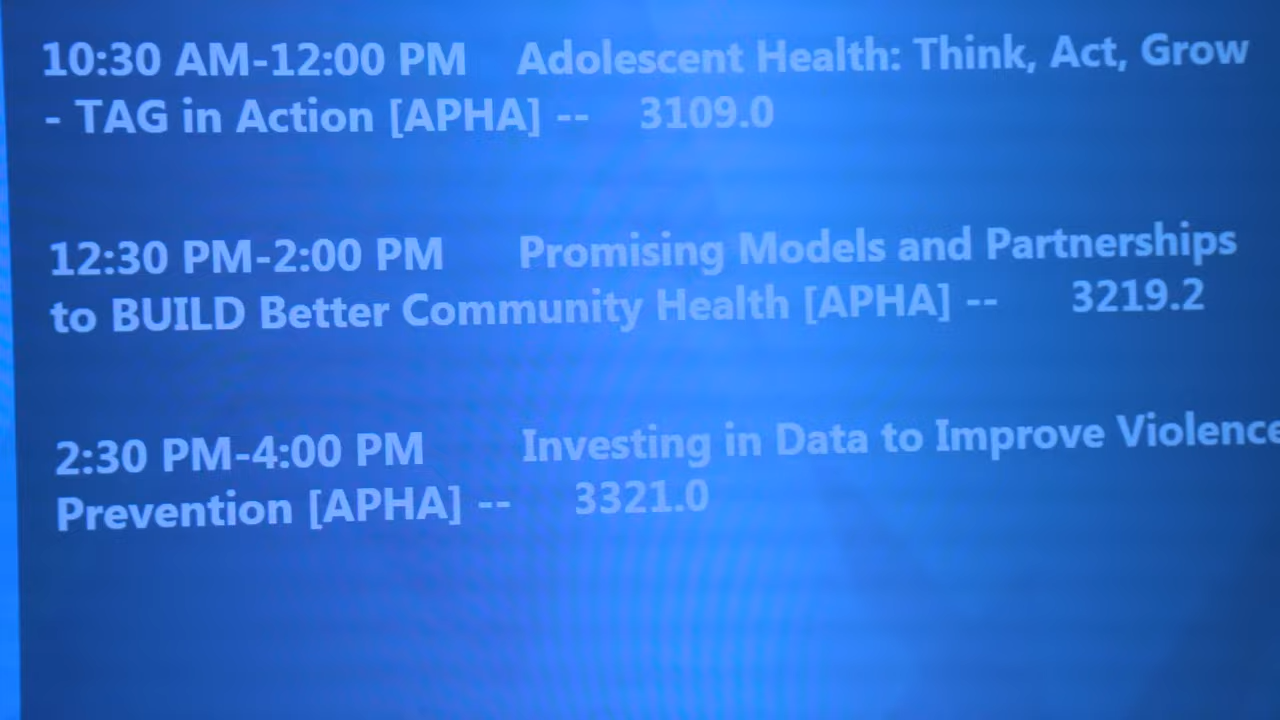 10:30 AM-12:00 PM Adolescent Health: Think, Act, Grow
- TAG in Action [APHA] -- 3109.0
12:30 PM-2:00 PM Promising Models and Partnerships
to BUILD Better Community Health [APHA] -- 3219.2
2:30 PM-4:00 PM Investing in Data to Improve Violence
Prevention [APHA] -- 3321.0